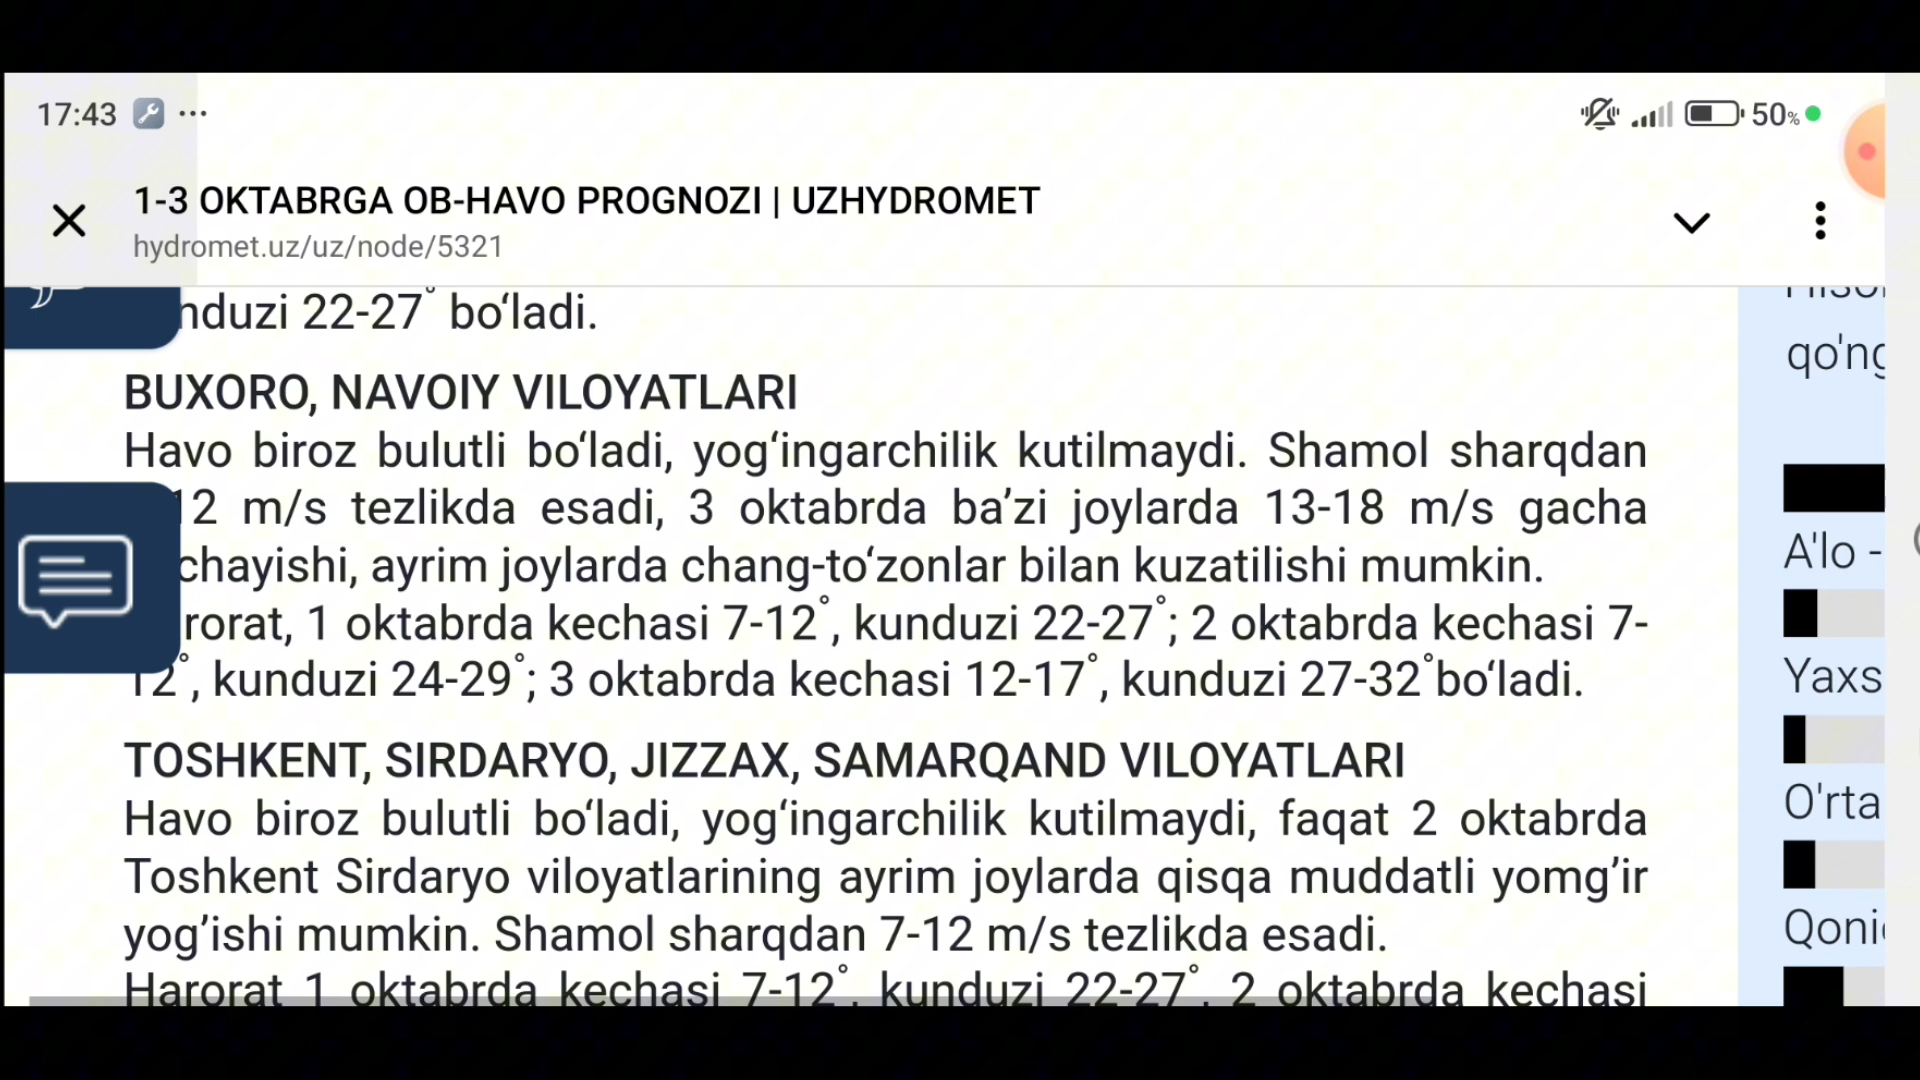 17:43 ... 50%
1-3 OKTABRGA OB-HAVO PROGNOZI | UZHYDROMET
hydromet.uz/uz/node/5321
22-27° bo‘ladi.
qo'ng
BUXORO, NAVOIY VILOYATLARI
Havo biroz bulutli bo‘ladi, yog‘ingarchilik kutilmaydi. Shamol sharqdan
12 m/s tezlikda esadi, 3 oktabrda ba’zi joylarda 13-18 m/s gacha
chayishi, ayrim joylarda chang-to‘zonlar bilan kuzatilishi mumkin.
rorat, 1 oktabrda kechasi 7-12°, kunduzi 22-27°; 2 oktabrda kechasi 7-
12°, kunduzi 24-29°; 3 oktabrda kechasi 12-17°, kunduzi 27-32°bo‘ladi.
TOSHKENT, SIRDARYO, JIZZAX, SAMARQAND VILOYATLARI
Havo biroz bulutli bo‘ladi, yog‘ingarchilik kutilmaydi, faqat 2 oktabrda
Toshkent Sirdaryo viloyatlarining ayrim joylarda qisqa muddatli yomg’ir
yog’ishi mumkin. Shamol sharqdan 7-12 m/s tezlikda esadi.
Harorat 1 oktabrda kechasi 7-12°, kunduzi 22-27°, 2 oktabrda kechasi
A'lo -
Yaxs
O'rta
Qoni